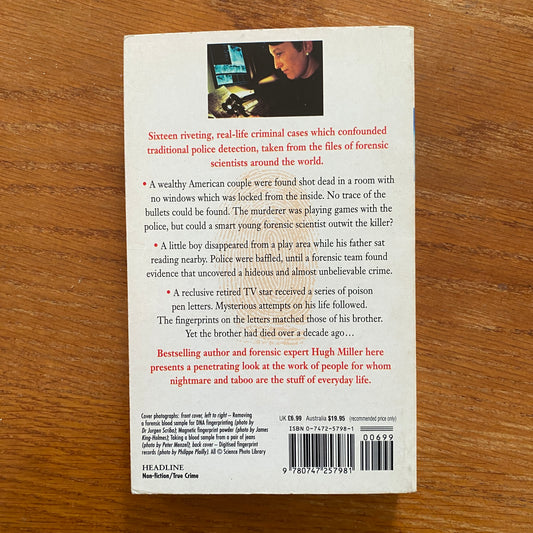 Sixteen riveting, real-life criminal cases which confounded
traditional police detection, taken from the files of forensic
scientists around the world.
• A wealthy American couple were found shot dead in a room with
no windows which was locked from the inside. No trace of the
bullets could be found. The murderer was playing games with the
police, but could a smart young forensic scientist outwit the killer?
• A little boy disappeared from a play area while his father sat
reading nearby. Police were baffled, until a forensic team found
evidence that uncovered a hideous and almost unbelievable crime.
• A reclusive retired TV star received a series of poison
pen letters. Mysterious attempts on his life followed.
The fingerprints on the letters matched those of his brother.
Yet the brother had died over a decade ago…
Bestselling author and forensic expert Hugh Miller here
presents a penetrating look at the work of people for whom
nightmare and taboo are the stuff of everyday life.
Cover photographs: front cover, left to right – Removing
a forensic blood sample for DNA fingerprinting (photo by
Dr Jurgen Scriba); Magnetic fingerprint powder (photo by James
King-Holmes); Taking a blood sample from a pair of jeans
(photo by Peter Menzel); back cover – Digitised fingerprint
records (photo by Philippe Plailly). All © Science Photo Library
HEADLINE
Non-fiction/True Crime
UK £6.99 Australia $19.95 (recommended price only)
ISBN 0-7472-5798-1
00699
9 780747 257981